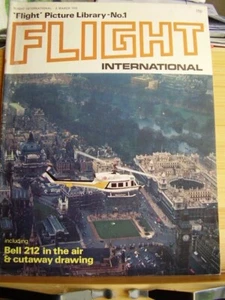 "Flight" Picture Library-No.1
FLIGHT
INTERNATIONAL
including
Bell 212 in the air
& cutaway drawing